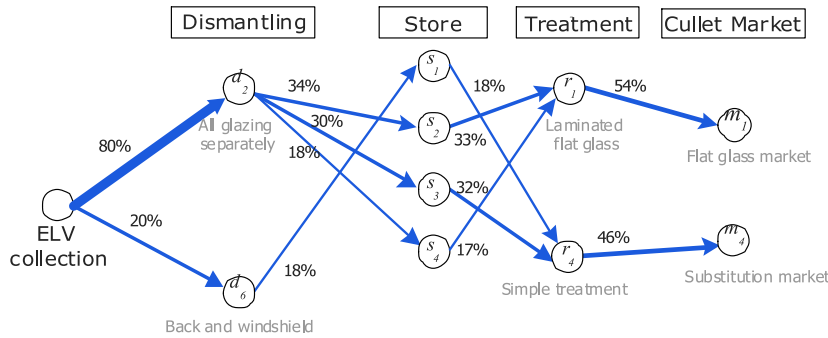 Dismantling
Store
Treatment
Cullet Market
d2
s1
34%
18%
r1
54%
m1
All glazing
separately
30%
s2
33%
Laminated
flat glass
Flat glass market
80%
18%
s3
32%
ELV
collection
20%
s4
17%
r4
46%
m4
18%
d6
Simple treatment
Substitution market
Back and windshield